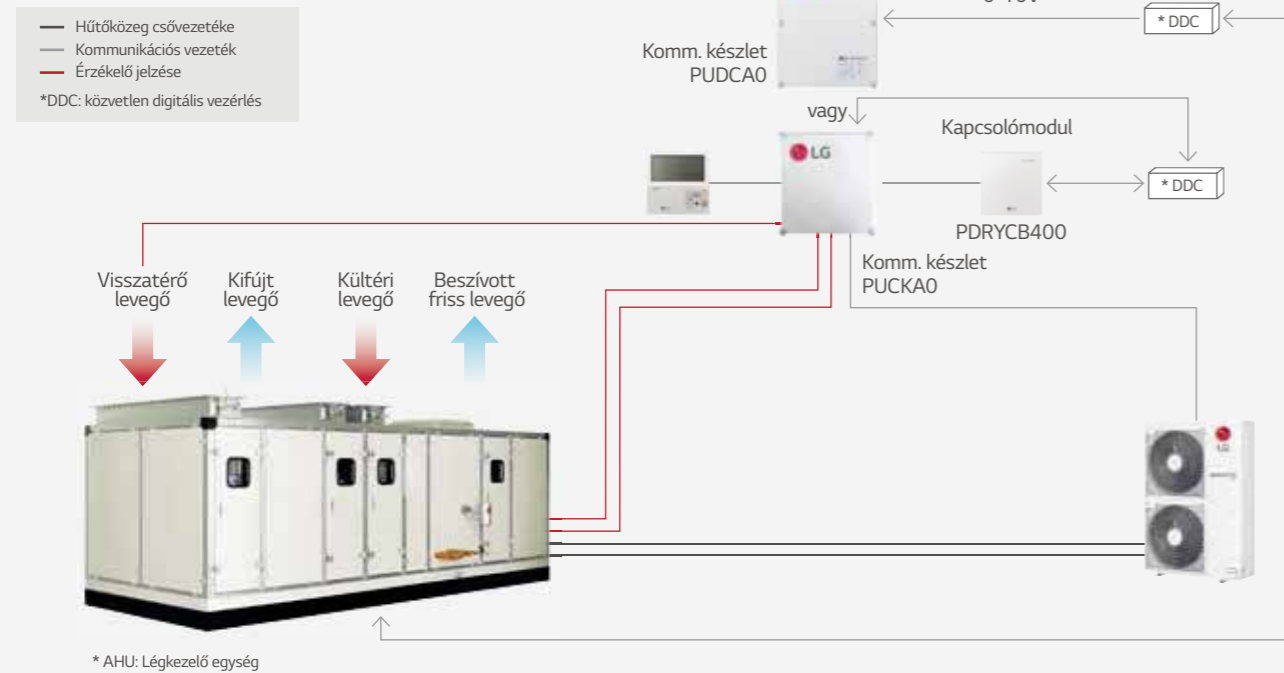 Hűtőközeg csővezetéke
Kommunikációs vezeték
Érzékelő jelzése
*DDC: közvetlen digitális vezérlés
* DDC
Komm. készlet
PUDCA0
vagy
Kapcsolómodul
LG
* DDC
PDRYCB400
Komm. készlet
PUCKA0
Visszatérő
levegő
Kifújt
levegő
Kültéri
levegő
Beszívott
friss levegő
LG
* AHU: Légkezelő egység